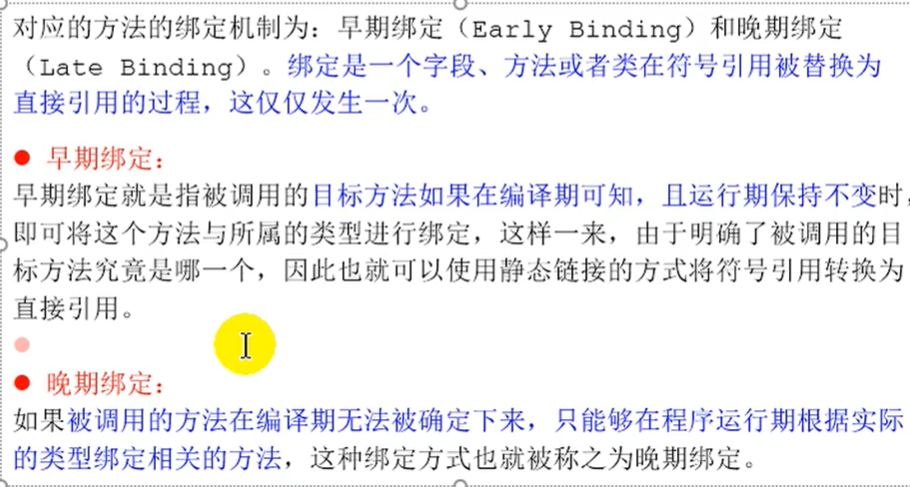 对应的方法的绑定机制为：早期绑定（Early Binding）和晚期绑定
（Late Binding）。绑定是一个字段、方法或者类在符号引用被替换为
直接引用的过程，这仅仅发生一次。
● 早期绑定：
早期绑定就是指被调用的目标方法如果在编译期可知，且运行期保持不变时，
即可将这个方法与所属的类型进行绑定，这样一来，由于明确了被调用的目
标方法究竟是哪一个，因此也就可以使用静态链接的方式将符号引用转换为
直接引用。
● 晚期绑定：
如果被调用的方法在编译期无法被确定下来，只能够在程序运行期根据实际
的类型绑定相关的方法，这种绑定方式也就被称之为晚期绑定。